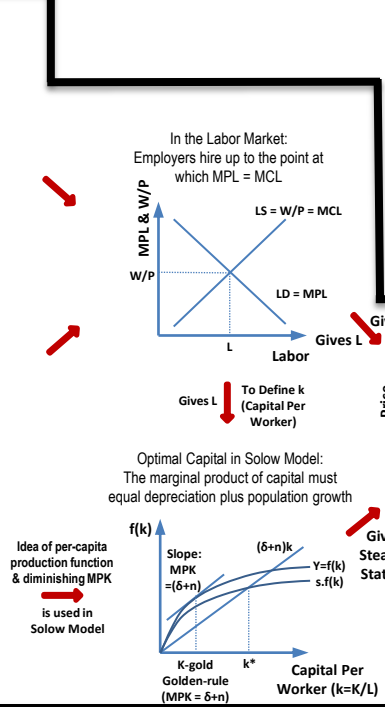 In the Labor Market:
Employers hire up to the point at
which MPL = MCL
MPL & W/P
LS = W/P = MCL
W/P
LD = MPL
L
Labor
Gives L
Gives L
To Define k
(Capital Per
Worker)
Price
Optimal Capital in Solow Model:
The marginal product of capital must
equal depreciation plus population growth
f(k)
Slope:
MPK
=(δ+n)
(δ+n)k
Y=f(k)
s.f(k)
Idea of per-capita
production function
& diminishing MPK
is used in
Solow Model
K-gold
Golden-rule
(MPK = δ+n)
k*
Capital Per
Worker (k=K/L)